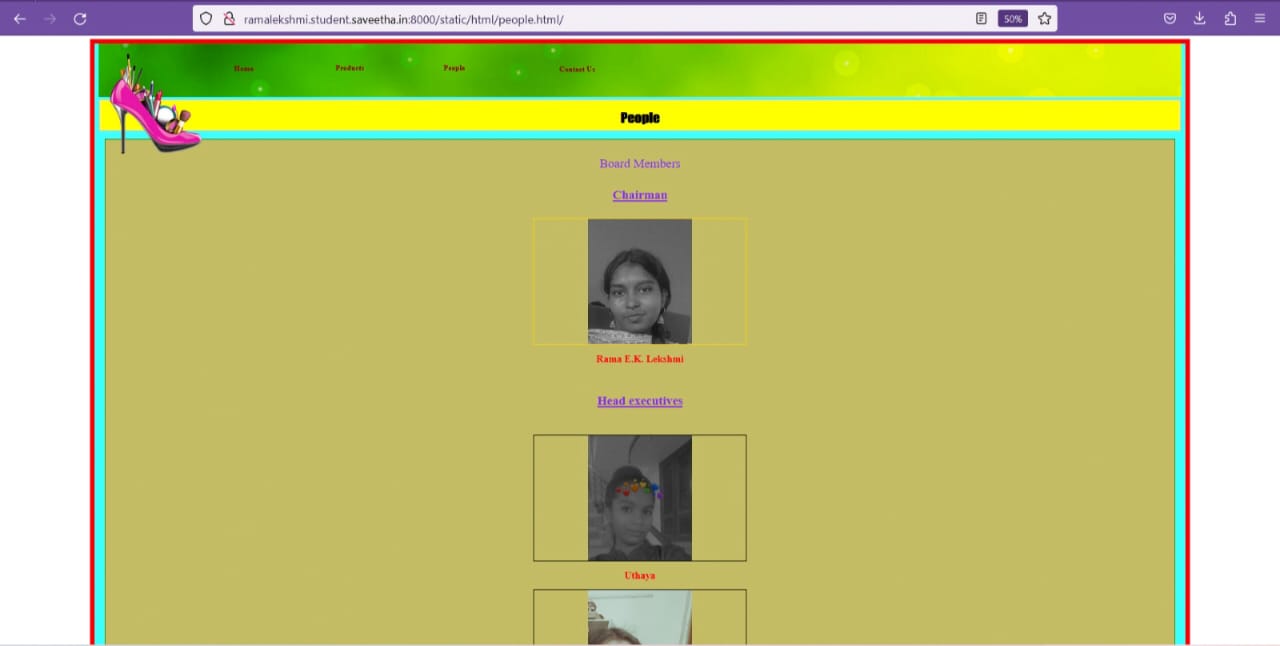 ramalekshmi.student.saveetha.in:8000/static/html/people.html/
50%
Home Products People Contact Us
People
Board Members
Chairman
Rama E.K. Lekshmi
Head executives
Uthaya